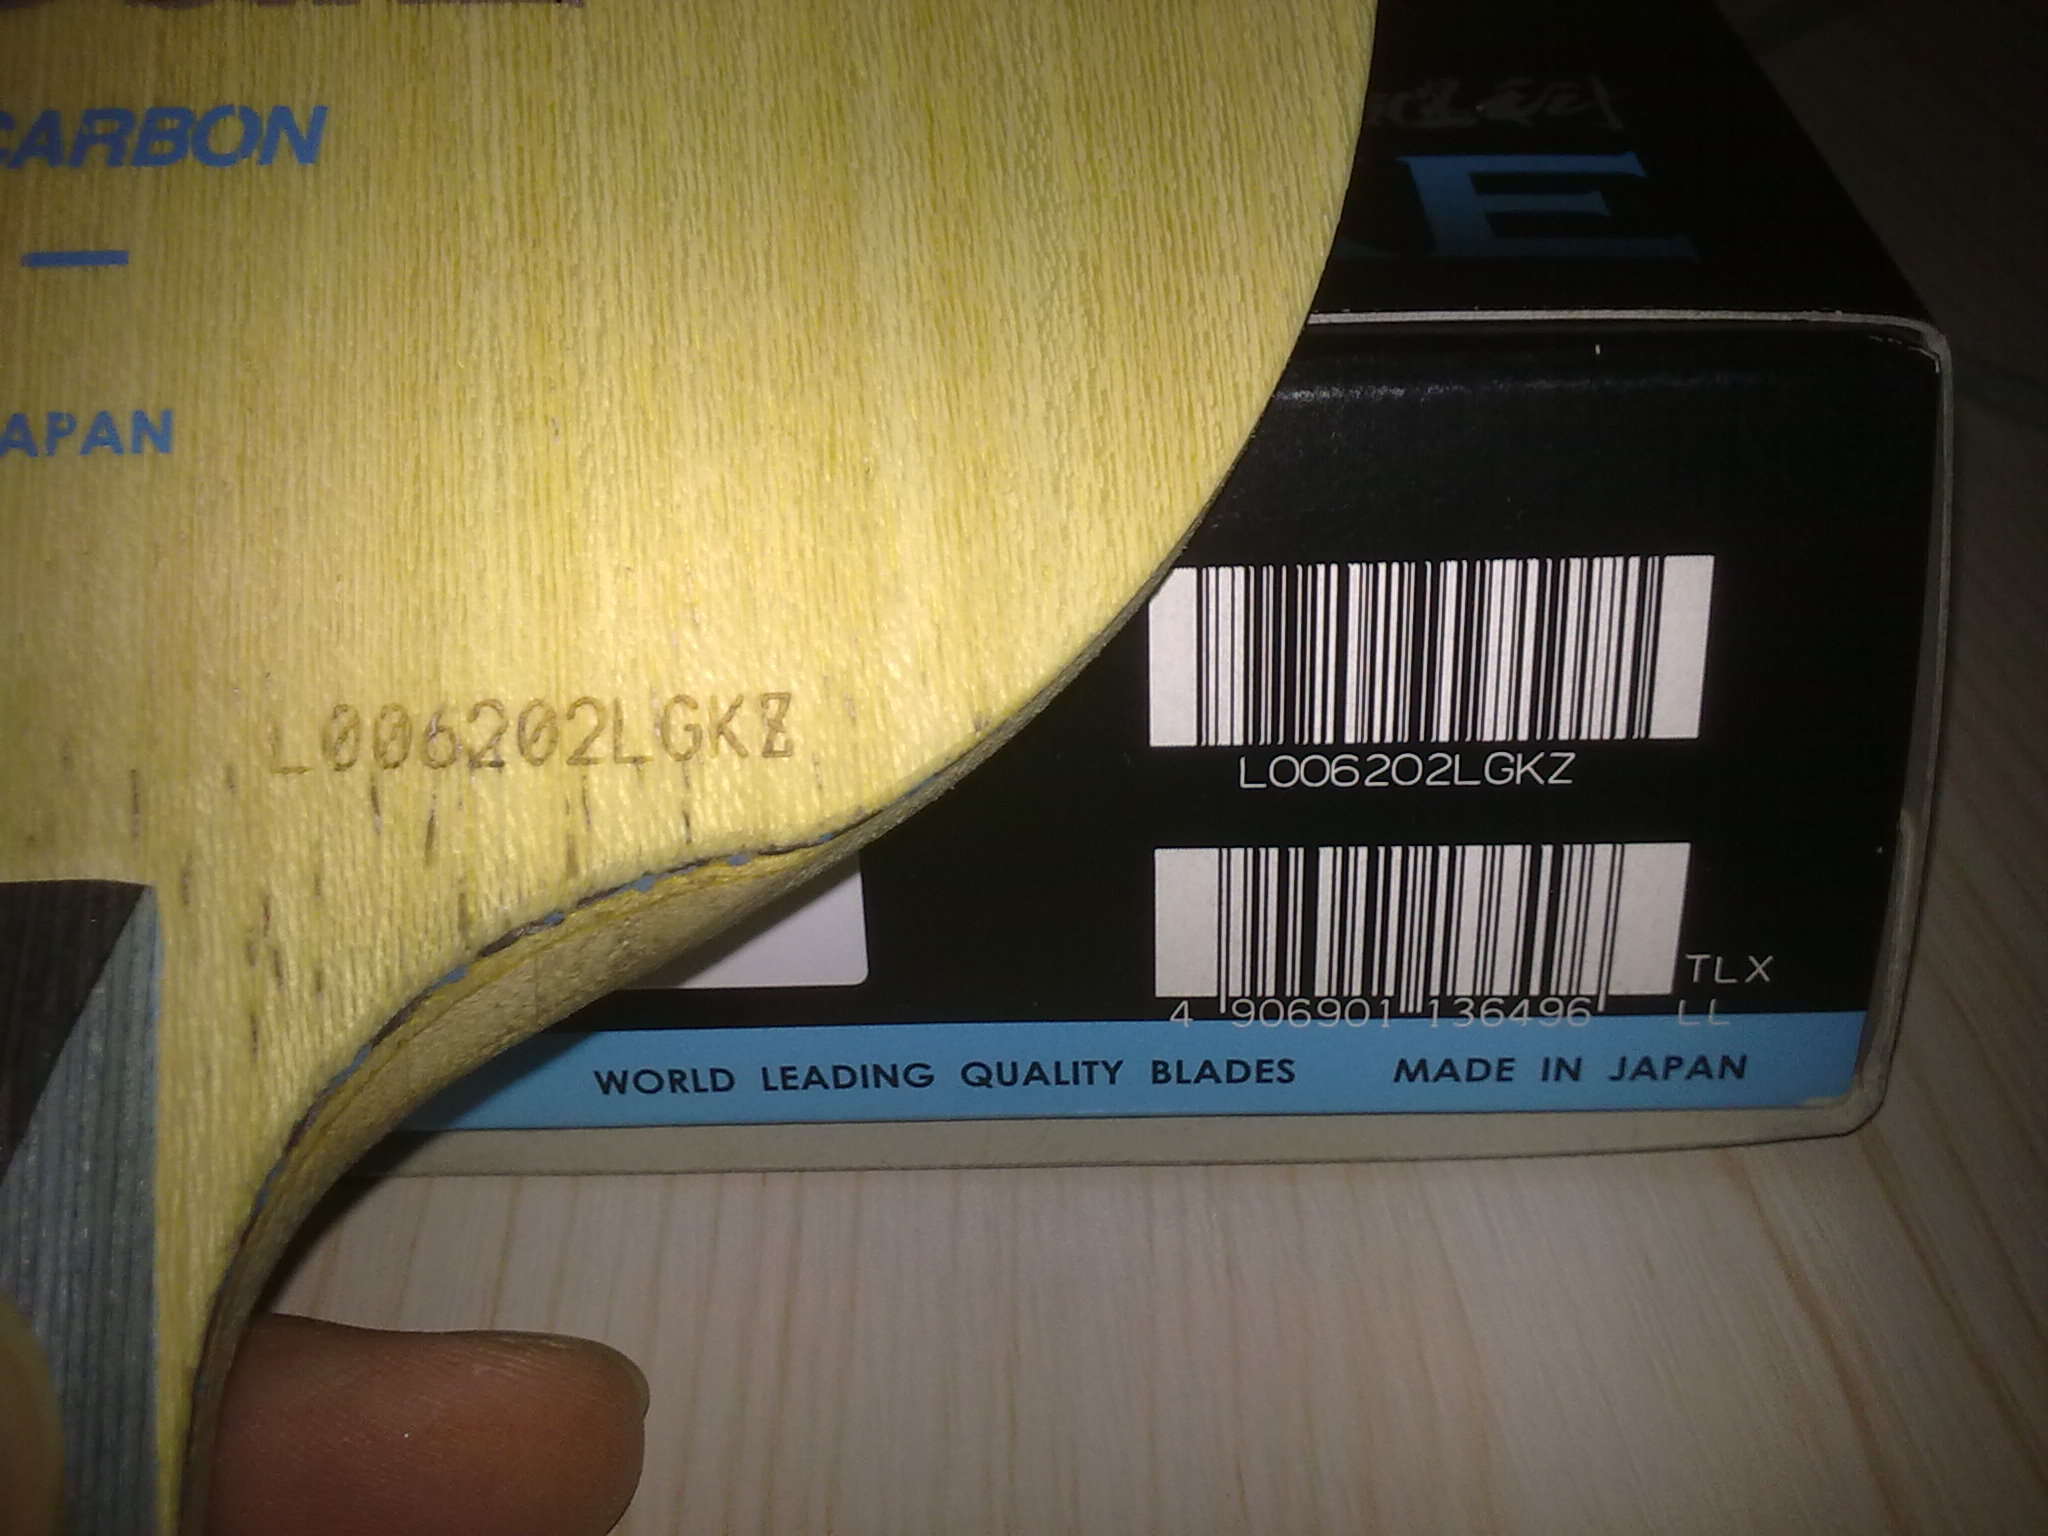 CARBON
APAN
L006202LGKZ
E
L006202LGKZ
4 906901 136496
TLX
LL
WORLD LEADING QUALITY BLADES MADE IN JAPAN